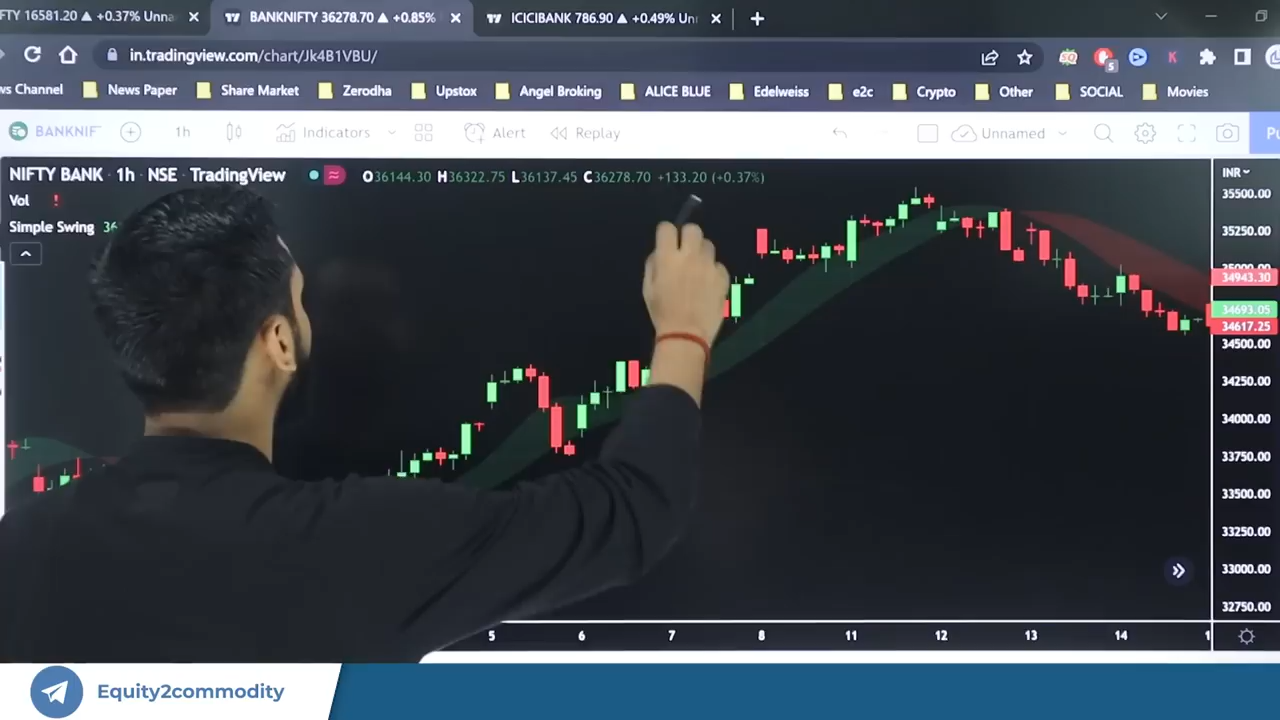 FTY 16581.20 ▲ +0.37% Unna
BANKNIFTY 36278.70 ▲ +0.85%
ICICIBANK 786.90 ▲ +0.49% Un
in.tradingview.com/chart/Jk4B1VBU/
ws Channel News Paper Share Market Zerodha Upstox Angel Broking ALICE BLUE Edelweiss e2c Crypto Other SOCIAL Movies
BANKNIF 1h Indicators Alert Replay Unnamed Pu
NIFTY BANK · 1h · NSE · TradingView O36144.30 H36322.75 L36137.45 C36278.70 +133.20 (+0.37%)
INR
Vol !
Simple Swing 36
35500.00
35250.00
35000.00
34943.30
34693.05
34617.25
34500.00
34250.00
34000.00
33750.00
33500.00
33250.00
33000.00
32750.00
5 6 7 8 11 12 13 14 1
Equity2commodity